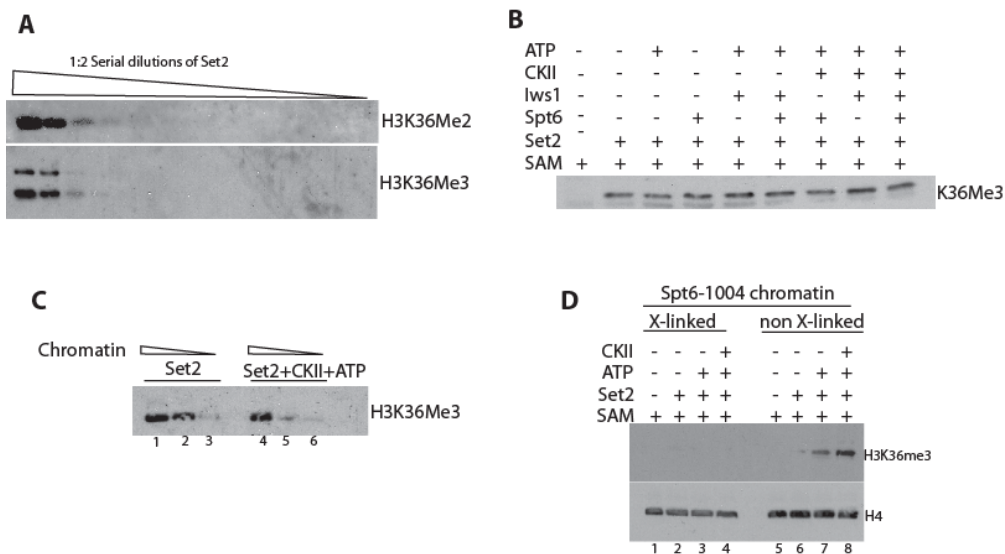 A
1:2 Serial dilutions of Set2
H3K36Me2
H3K36Me3
B
ATP - - + - + + + + +
CKII - - - - - - + + +
Iws1 - - - - + + - + +
Spt6 - - - + - + + - +
Set2 - + + + + + + + +
SAM + + + + + + + + +
K36Me3
C
Chromatin
Set2 Set2+CKII+ATP
H3K36Me3
1 2 3 4 5 6
D
Spt6-1004 chromatin
X-linked non X-linked
CKII - - - + - - - +
ATP - - + + - - + +
Set2 - + + + - + + +
SAM + + + + + + + +
H3K36me3
H4
1 2 3 4 5 6 7 8